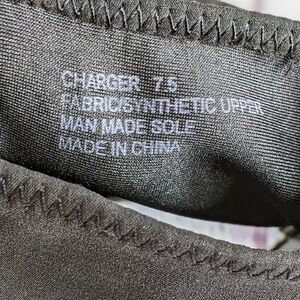 CHARGER 7.5
FABRIC/SYNTHETIC UPPER
MAN MADE SOLE
MADE IN CHINA